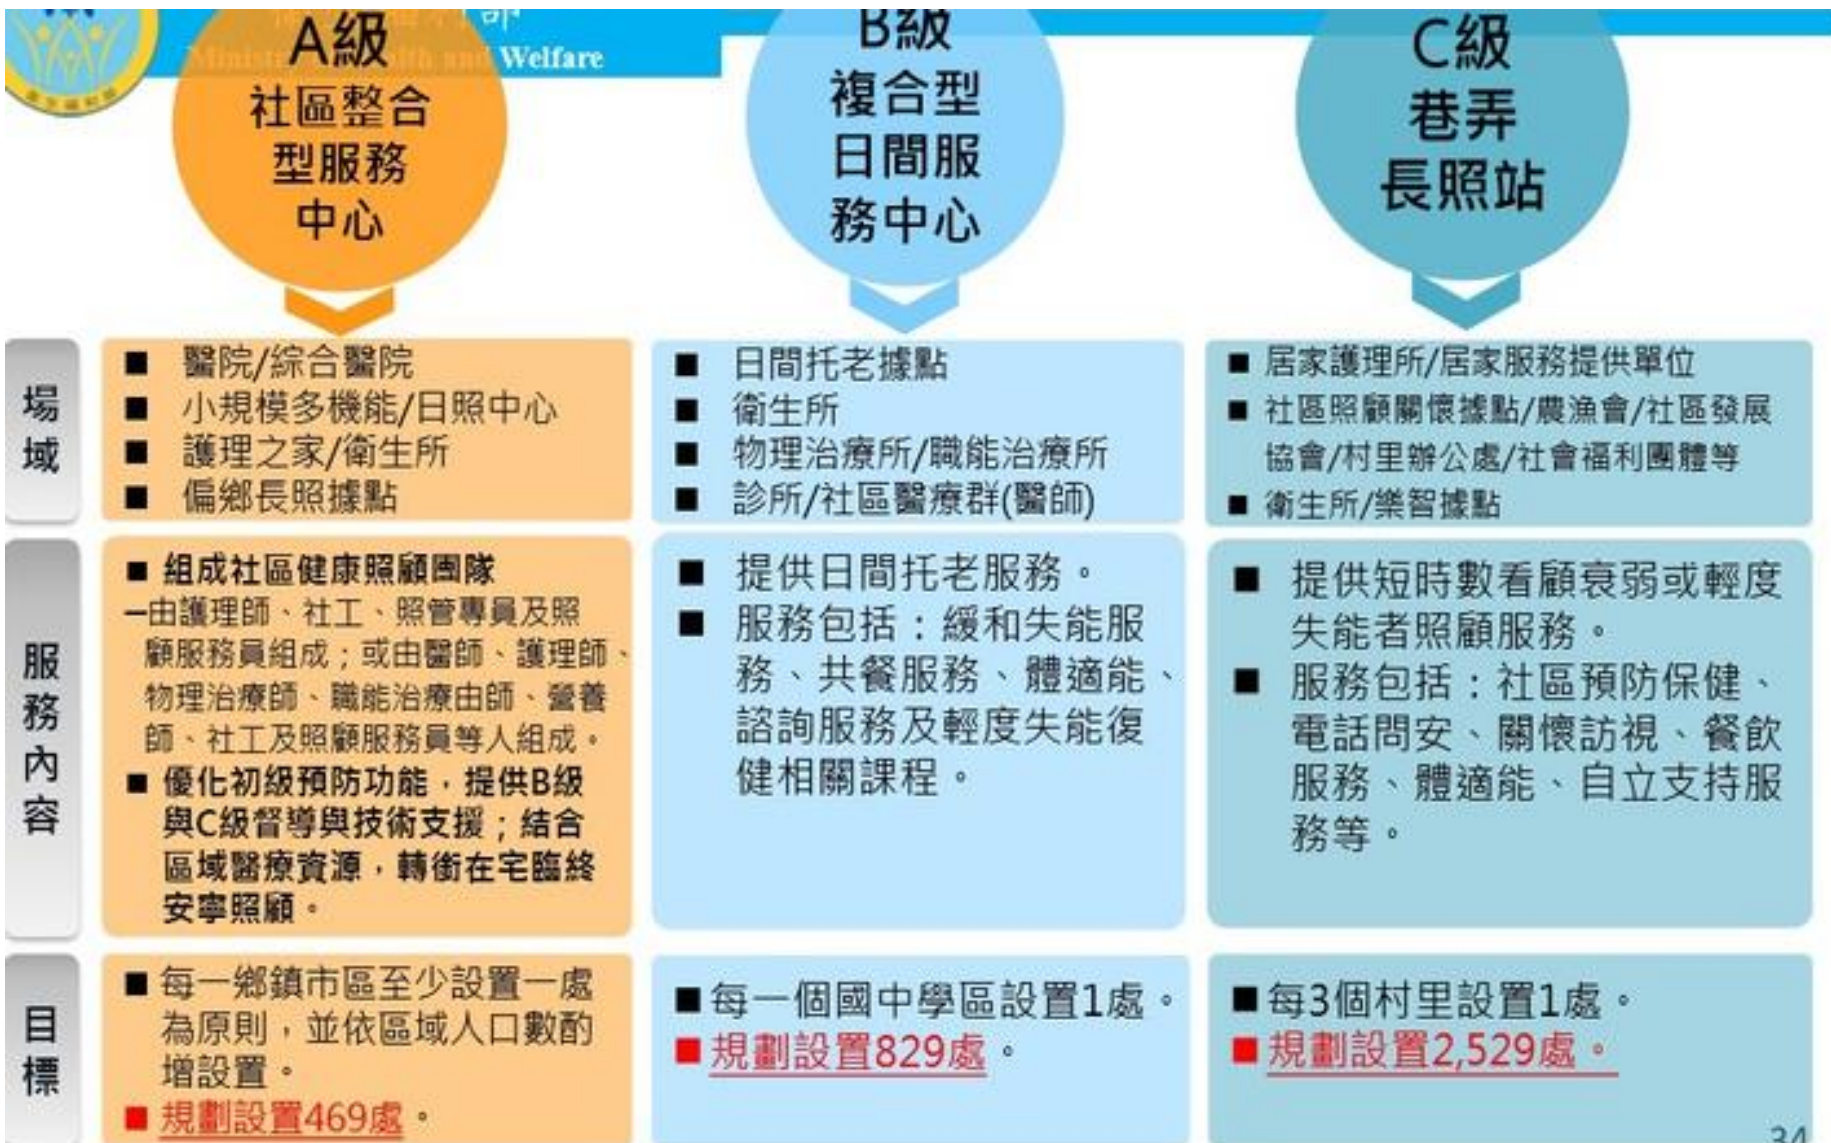 Ministry of Health and Welfare
A級
社區整合
型服務
中心
B級
複合型
日間服
務中心
C級
巷弄
長照站
場域
■ 醫院/綜合醫院
■ 小規模多機能/日照中心
■ 護理之家/衛生所
■ 偏鄉長照據點
■ 日間托老據點
■ 衛生所
■ 物理治療所/職能治療所
■ 診所/社區醫療群(醫師)
■ 居家護理所/居家服務提供單位
■ 社區照顧關懷據點/農漁會/社區發展
協會/村里辦公處/社會福利團體等
■ 衛生所/樂智據點
服務內容
■ 組成社區健康照顧團隊
─由護理師、社工、照管專員及照
顧服務員組成；或由醫師、護理師、
物理治療師、職能治療由師、營養
師、社工及照顧服務員等人組成。
■ 優化初級預防功能，提供B級
與C級督導與技術支援；結合
區域醫療資源，轉銜在宅臨終
安寧照顧。
■ 提供日間托老服務。
■ 服務包括：緩和失能服
務、共餐服務、體適能、
諮詢服務及輕度失能復
健相關課程。
■ 提供短時數看顧衰弱或輕度
失能者照顧服務。
■ 服務包括：社區預防保健、
電話問安、關懷訪視、餐飲
服務、體適能、自立支持服
務等。
目標
■ 每一鄉鎮市區至少設置一處
為原則，並依區域人口數酌
增設置。
■ 規劃設置469處。
■ 每一個國中學區設置1處。
■ 規劃設置829處。
■ 每3個村里設置1處。
■ 規劃設置2,529處。
34